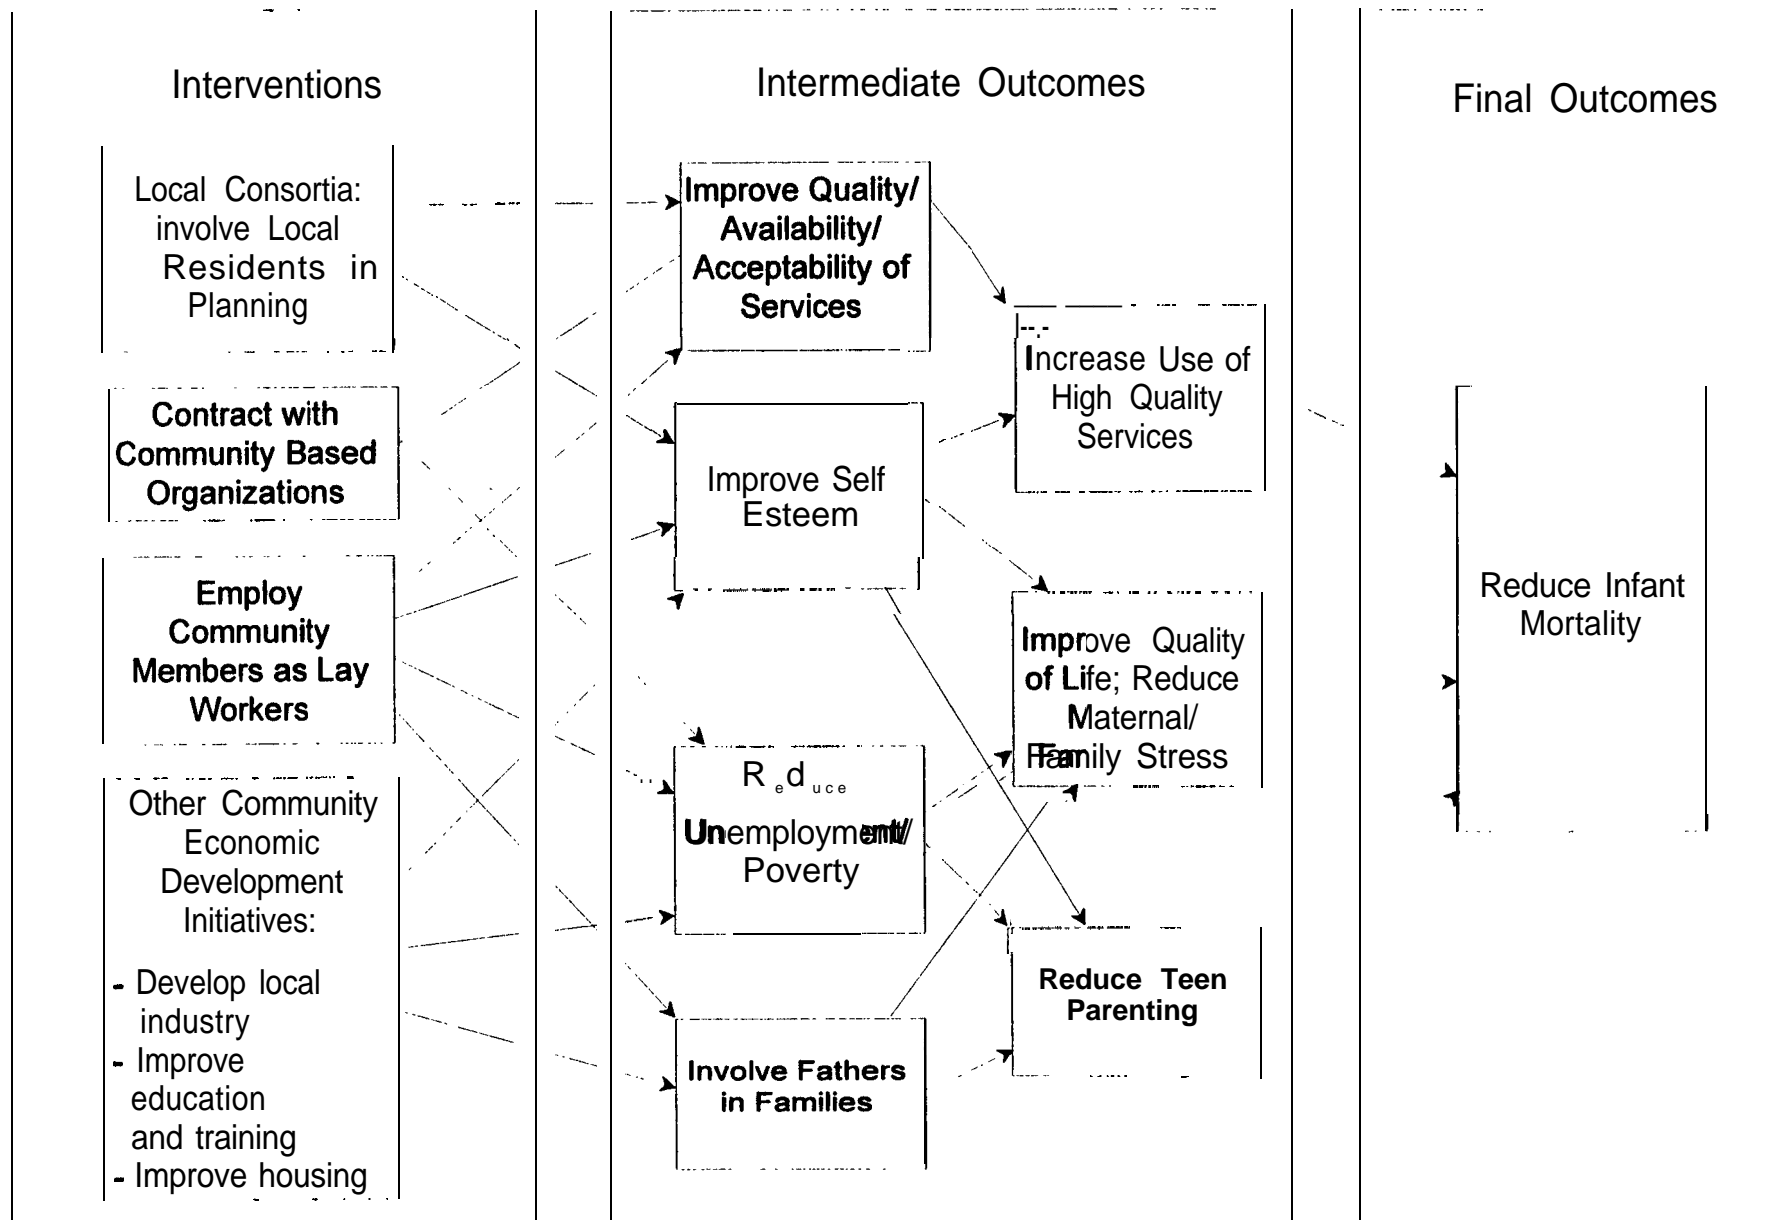 Interventions
Intermediate Outcomes
Final Outcomes
Local Consortia:
involve Local
Residents in
Planning
Contract with
Community Based
Organizations
Employ
Community
Members as Lay
Workers
Other Community
Economic
Development
Initiatives:
- Develop local
industry
- Improve
education
and training
- Improve housing
Improve Quality/
Availability/
Acceptability of
Services
Improve Self
Esteem
Reduce
Unemployment/
Poverty
Involve Fathers
in Families
Increase Use of
High Quality
Services
Improve Quality
of Life; Reduce
Maternal/
Family Stress
Reduce Teen
Parenting
Reduce Infant
Mortality